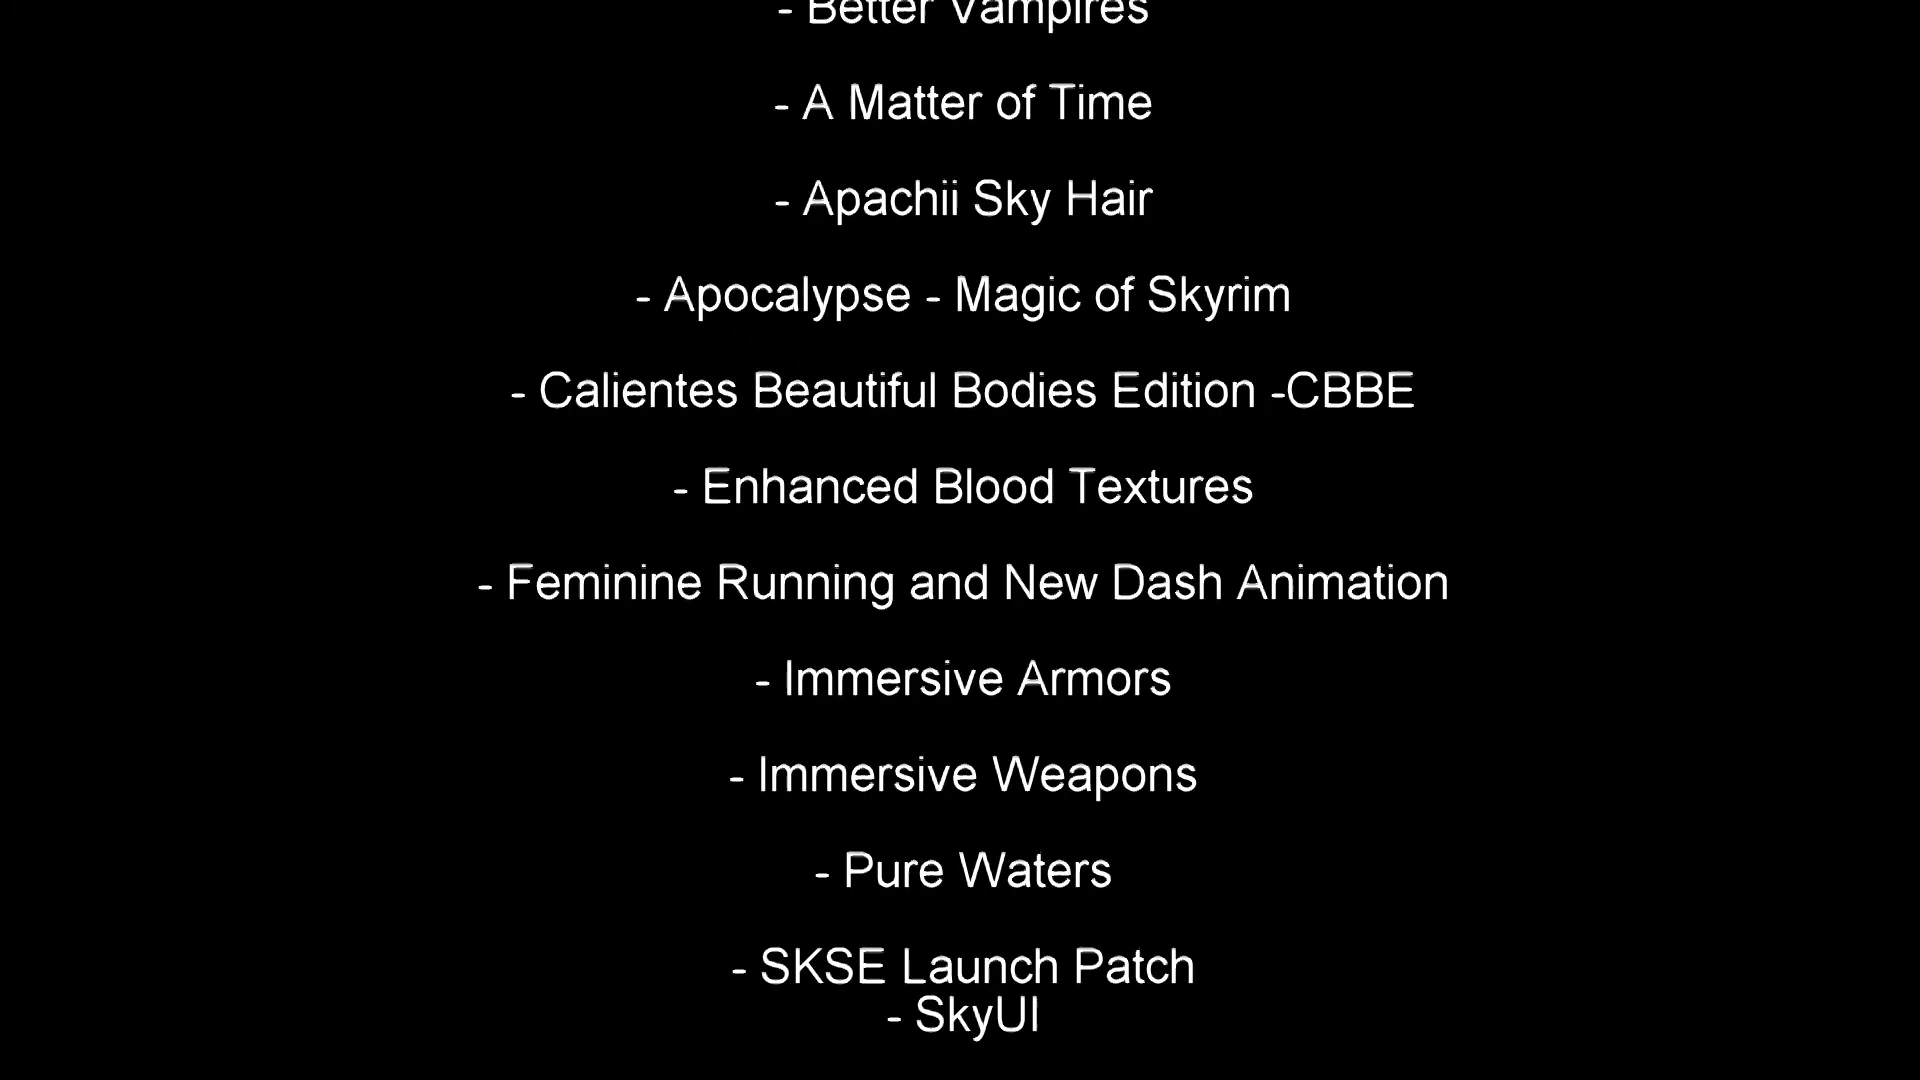 - Better Vampires
- A Matter of Time
- Apachii Sky Hair
- Apocalypse - Magic of Skyrim
- Calientes Beautiful Bodies Edition -CBBE
- Enhanced Blood Textures
- Feminine Running and New Dash Animation
- Immersive Armors
- Immersive Weapons
- Pure Waters
- SKSE Launch Patch
- SkyUI